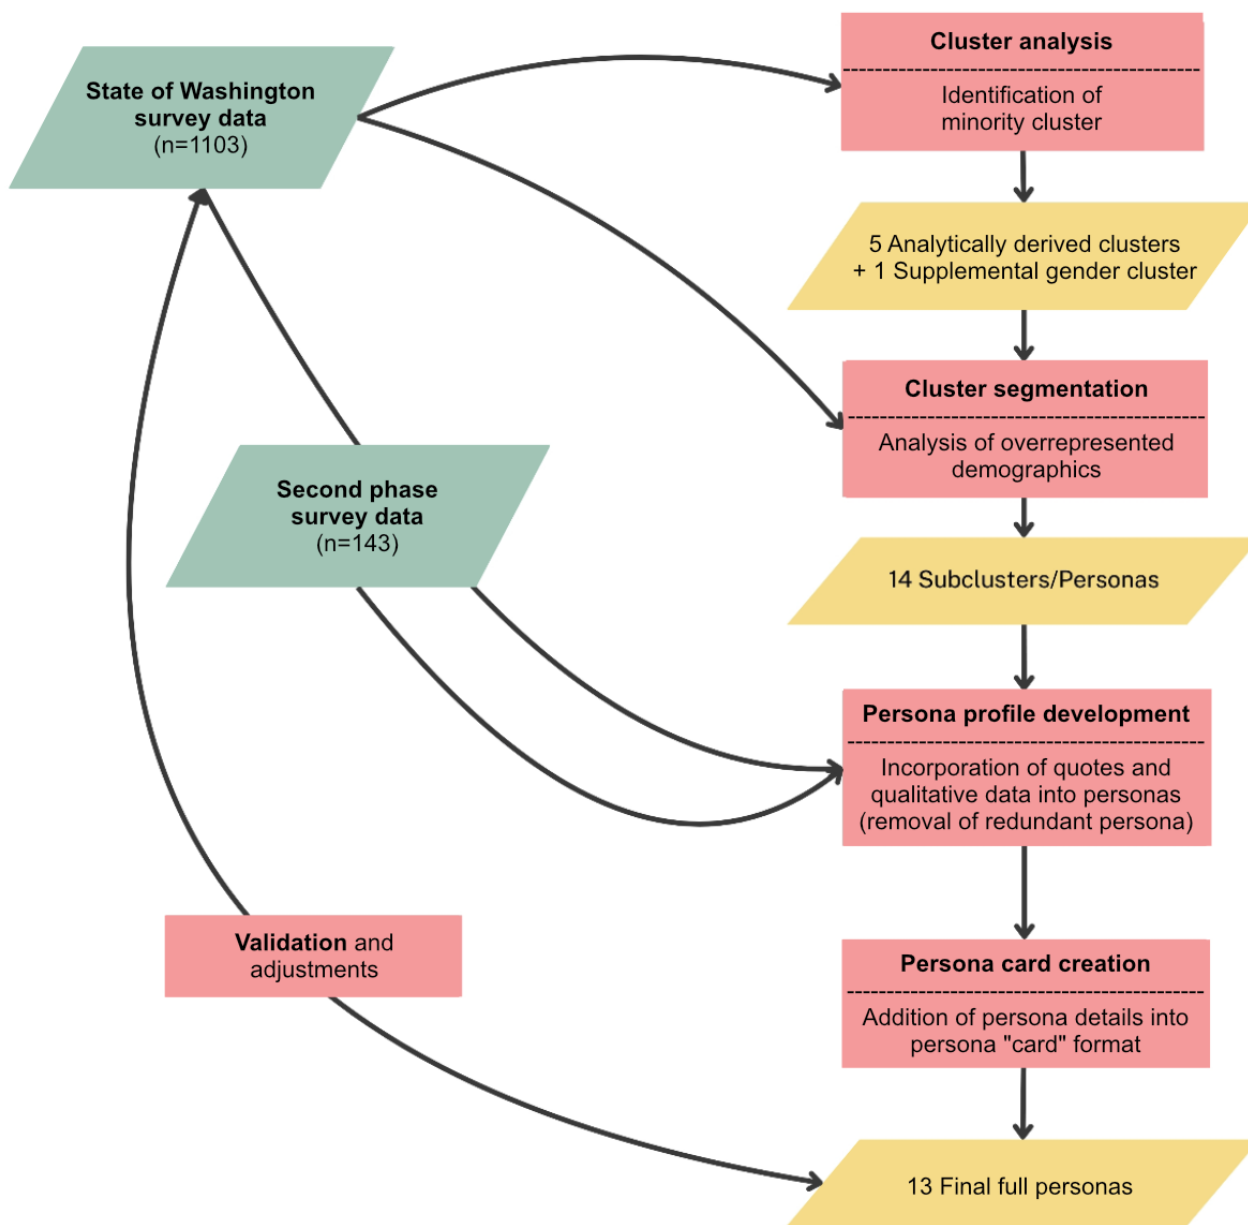 State of Washington
survey data
(n=1103)
Cluster analysis
Identification of
minority cluster
5 Analytically derived clusters
+ 1 Supplemental gender cluster
Cluster segmentation
Analysis of overrepresented
demographics
Second phase
survey data
(n=143)
14 Subclusters/Personas
Persona profile development
Incorporation of quotes and
qualitative data into personas
(removal of redundant persona)
Validation and
adjustments
Persona card creation
Addition of persona details into
persona "card" format
13 Final full personas